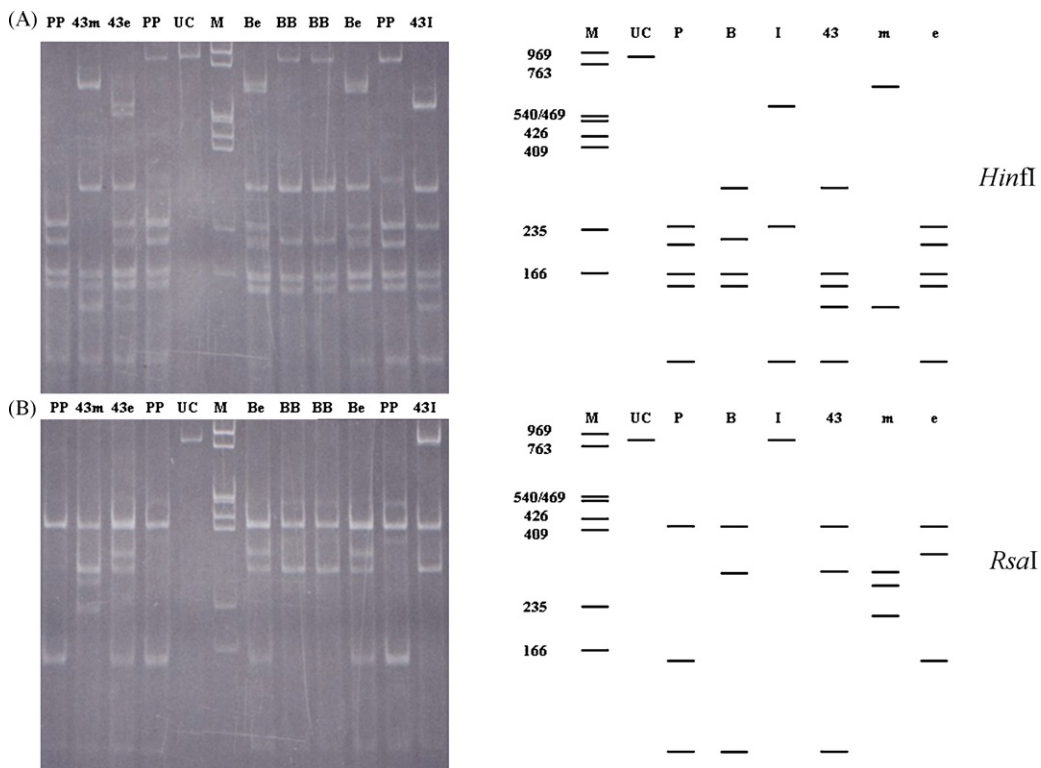 (A) PP 43m 43e PP UC M Be BB BB Be PP 43I
M UC P B I 43 m e
969
763
540/469
426
409
235
166
HinfI
(B) PP 43m 43e PP UC M Be BB BB Be PP 43I
M UC P B I 43 m e
969
763
540/469
426
409
235
166
RsaI